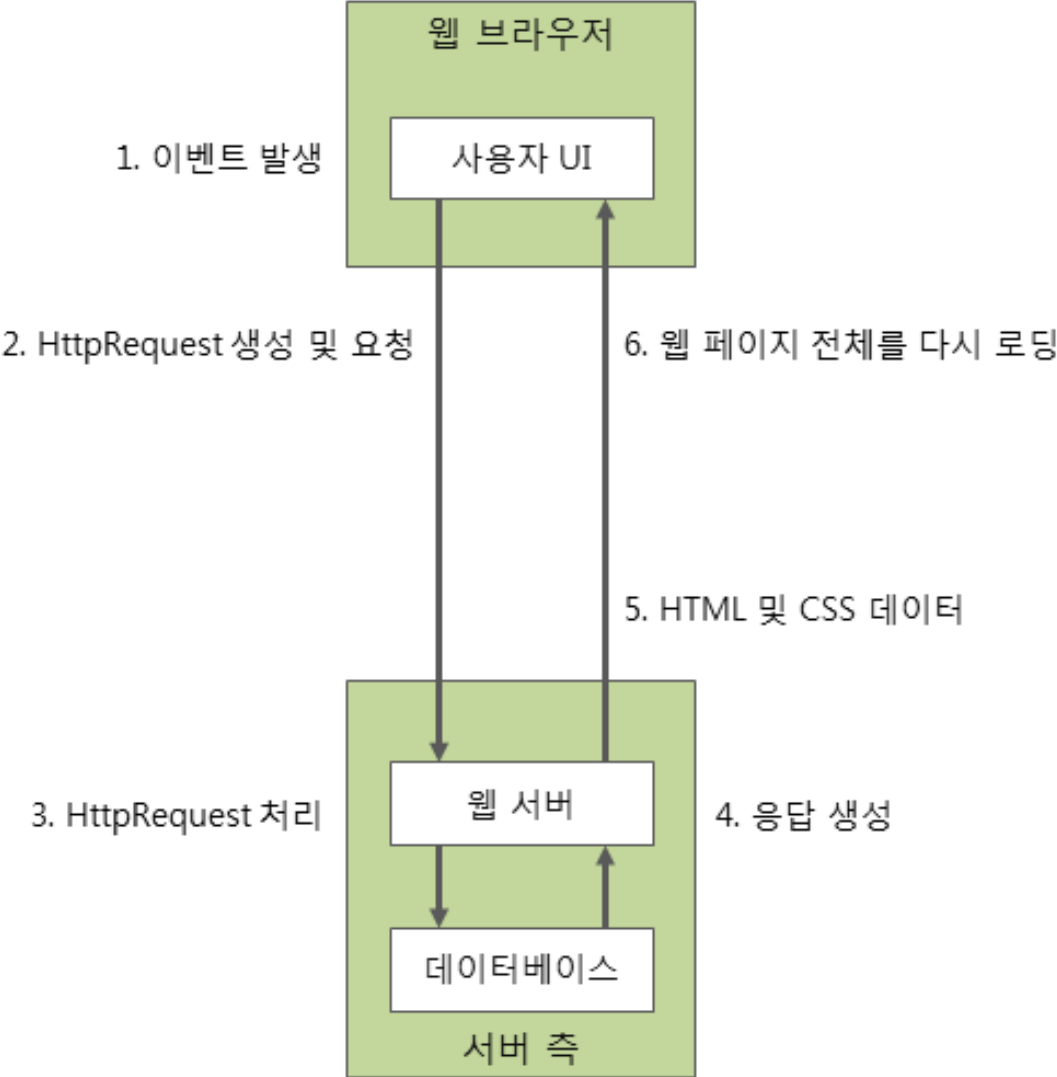 웹 브라우저
1. 이벤트 발생
사용자 UI
2. HttpRequest 생성 및 요청
6. 웹 페이지 전체를 다시 로딩
5. HTML 및 CSS 데이터
3. HttpRequest 처리
웹 서버
4. 응답 생성
데이터베이스
서버 측